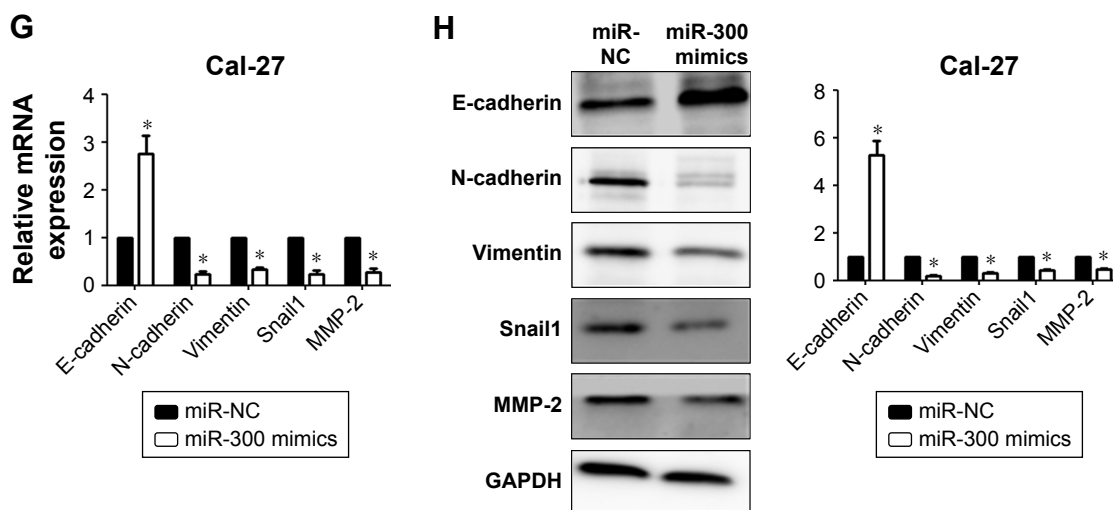 G
Cal-27
Relative mRNA
expression
4
3
2
1
0
*
*
*
*
*
E-cadherin
N-cadherin
Vimentin
Snail1
MMP-2
miR-NC
miR-300 mimics
H
miR-
NC
miR-300
mimics
E-cadherin
N-cadherin
Vimentin
Snail1
MMP-2
GAPDH
Cal-27
8
6
4
2
0
*
*
*
*
*
E-cadherin
N-cadherin
Vimentin
Snail1
MMP-2
miR-NC
miR-300 mimics